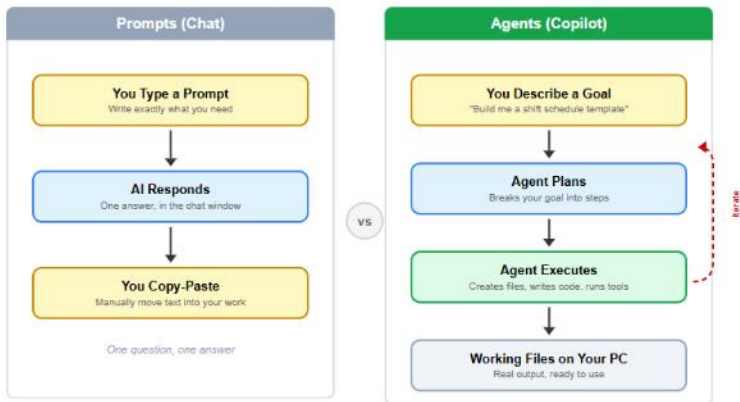 Prompts (Chat)
You Type a Prompt
Write exactly what you need
AI Responds
One answer, in the chat window
You Copy-Paste
Manually move text into your work
One question, one answer
vs
Agents (Copilot)
You Describe a Goal
"Build me a shift schedule template"
Agent Plans
Breaks your goal into steps
Agent Executes
Creates files, writes code, runs tools
Working Files on Your PC
Real output, ready to use
iterate